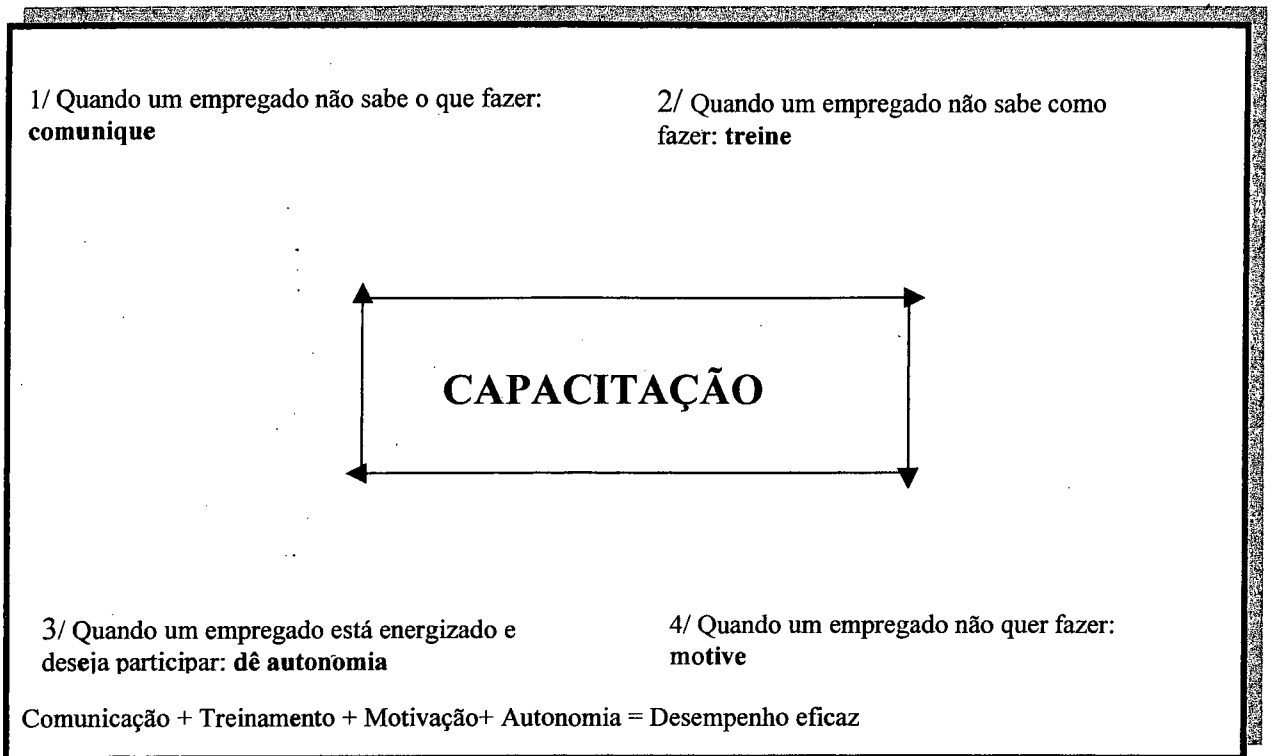 1/ Quando um empregado não sabe o que fazer:
comunique
2/ Quando um empregado não sabe como
fazer: treine
CAPACITAÇÃO
3/ Quando um empregado está energizado e
deseja participar: dê autonomia
4/ Quando um empregado não quer fazer:
motive
Comunicação + Treinamento + Motivação+ Autonomia = Desempenho eficaz